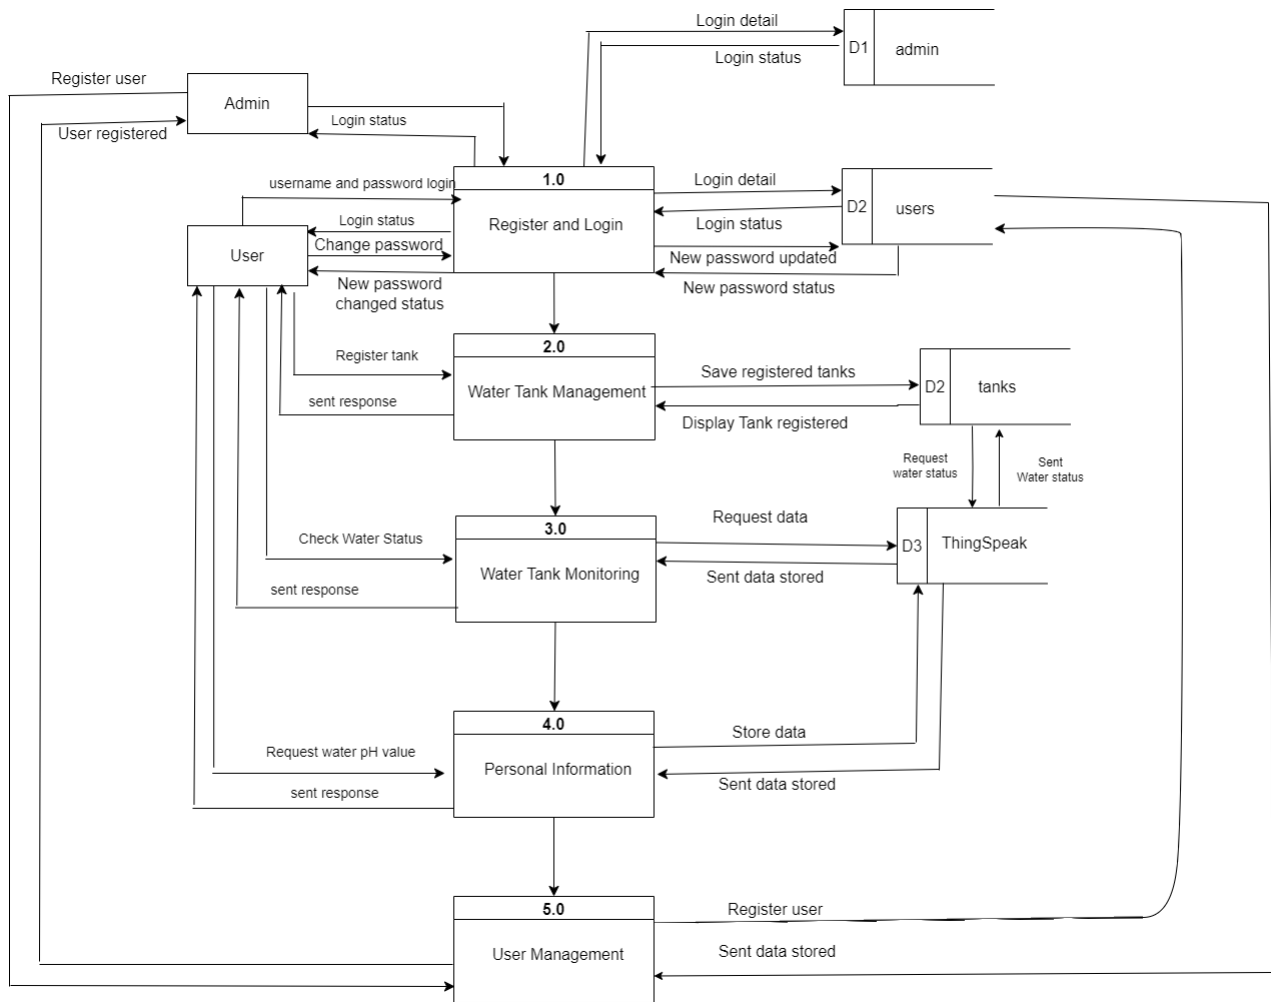 Login detail
D1
admin
Login status
Register user
Admin
User registered
Login status
1.0
Register and Login
username and password login
Login detail
D2
users
Login status
Login status
User
Change password
New password updated
New password
changed status
New password status
2.0
Water Tank Management
Register tank
Save registered tanks
D2
tanks
sent response
Display Tank registered
Request
water status
Sent
Water status
3.0
Water Tank Monitoring
Check Water Status
Request data
D3
ThingSpeak
Sent data stored
sent response
4.0
Personal Information
Request water pH value
Store data
sent response
Sent data stored
5.0
User Management
Register user
Sent data stored